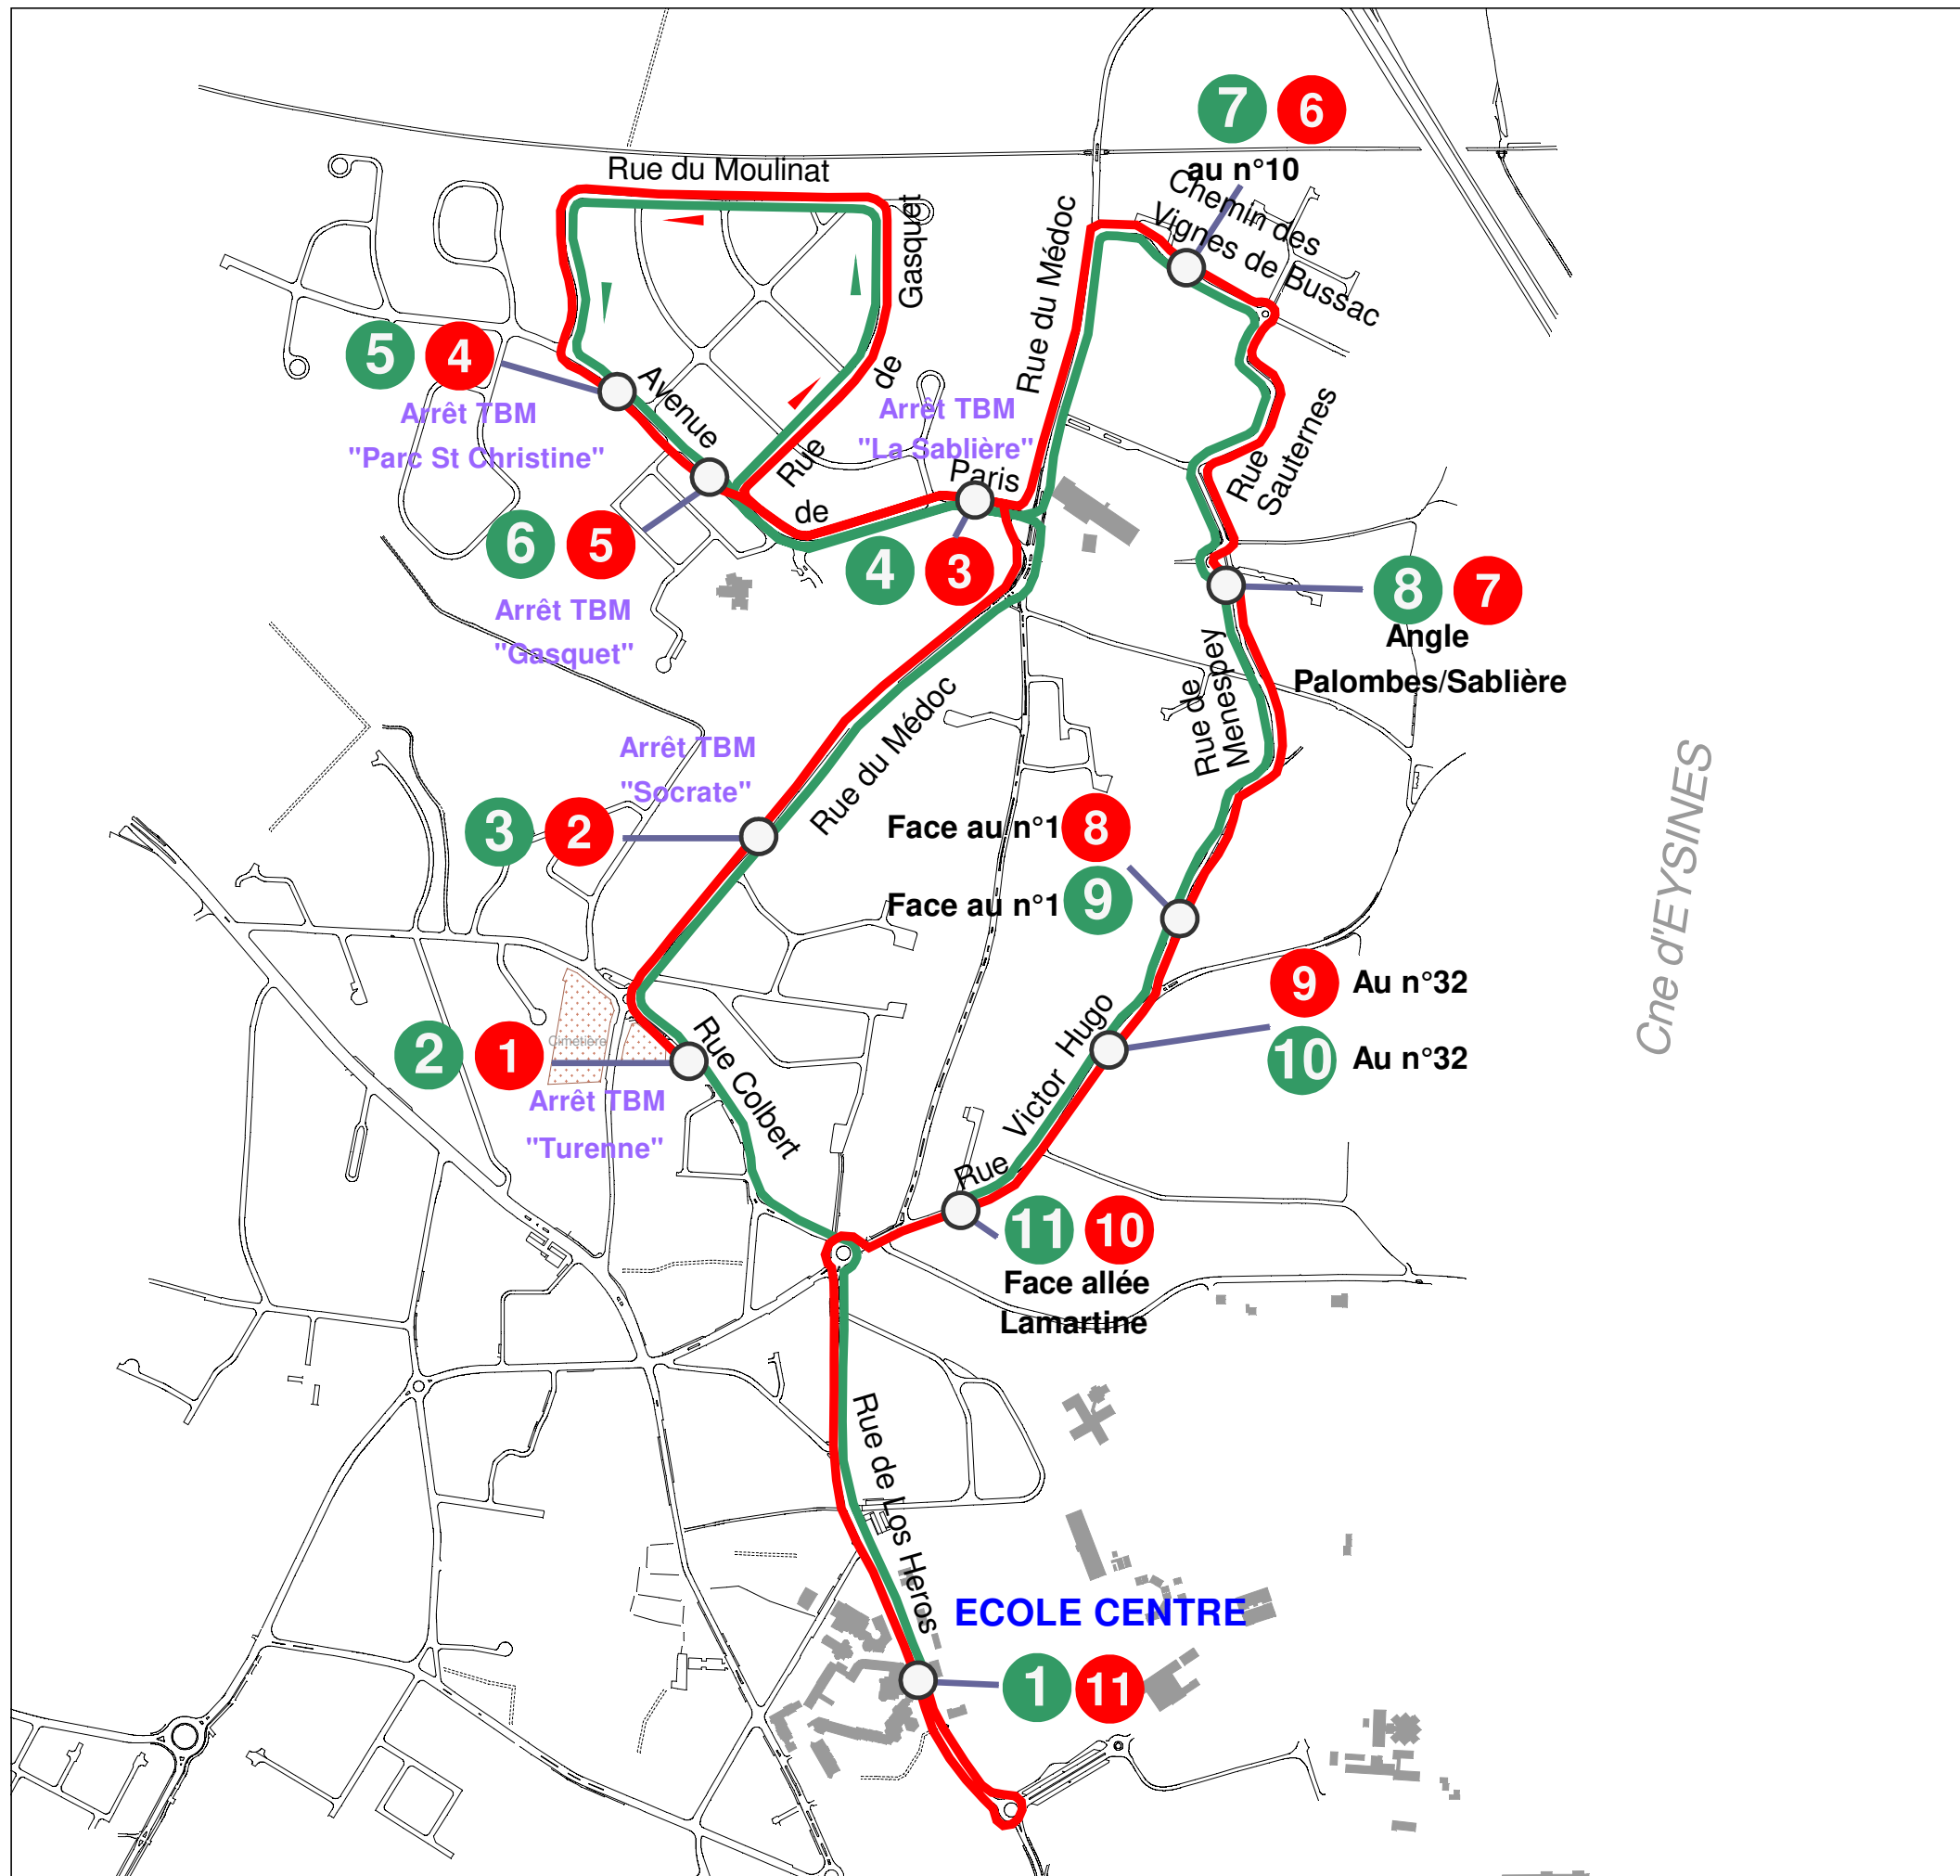 7 6
au n°10
Chemin des
Vignes de Bussac
Rue du Moulinat
Rue de Gasquet
Rue du Médoc
5 4
Arrêt TBM
"Parc St Christine"
Avenue de Paris
Arrêt TBM
"La Sablière"
4 3
6 5
Arrêt TBM
"Gasquet"
Rue
Sauternes
8 7
Angle
Palombes/Sablière
Rue de
Menespey
Rue du Médoc
Arrêt TBM
"Socrate"
3 2
Face au n°1 8
Face au n°1 9
9 Au n°32
10 Au n°32
Cne d'EYSINES
Cimetière
2 1
Arrêt TBM
"Turenne"
Rue Colbert
Rue Victor Hugo
11 10
Face allée
Lamartine
Rue de Los Heros
ECOLE CENTRE
1 11